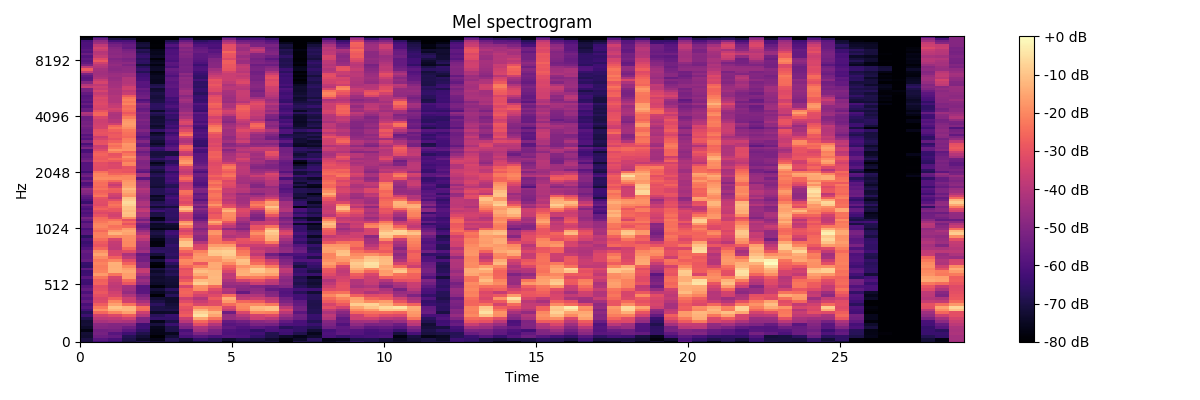 Mel spectrogram
8192
4096
2048
1024
512
0
Hz
0 5 10 15 20 25
Time
+0 dB
-10 dB
-20 dB
-30 dB
-40 dB
-50 dB
-60 dB
-70 dB
-80 dB